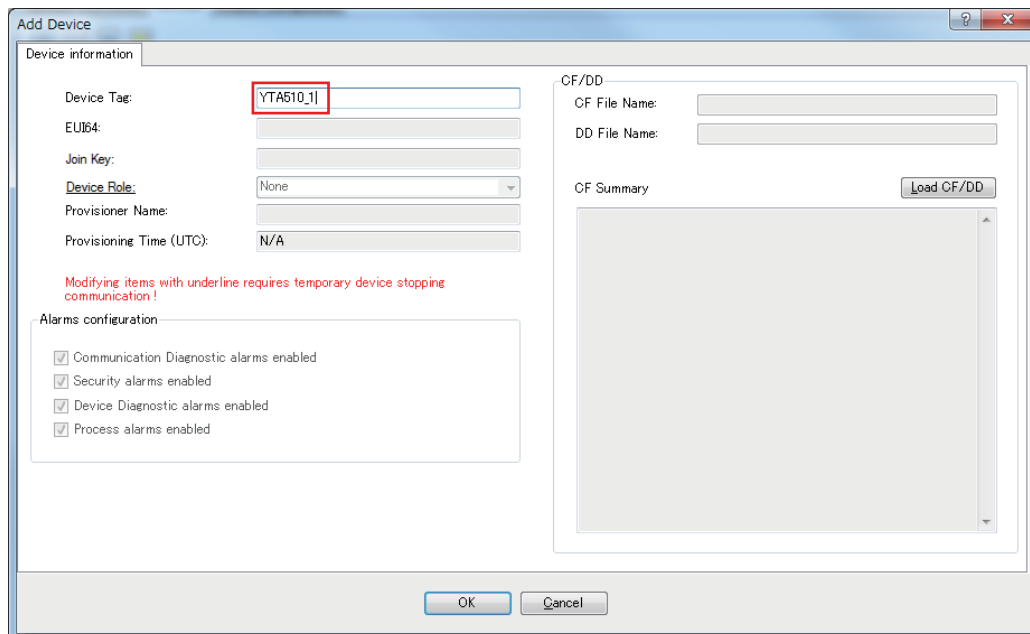 Add Device
?
Device information
Device Tag:
YTA510_1
EUI64:
Join Key:
Device Role:
None
Provisioner Name:
Provisioning Time (UTC):
N/A
Modifying items with underline requires temporary device stopping
communication !
Alarms configuration
Communication Diagnostic alarms enabled
Security alarms enabled
Device Diagnostic alarms enabled
Process alarms enabled
CF/DD
CF File Name:
DD File Name:
CF Summary
Load CF/DD
OK
Cancel